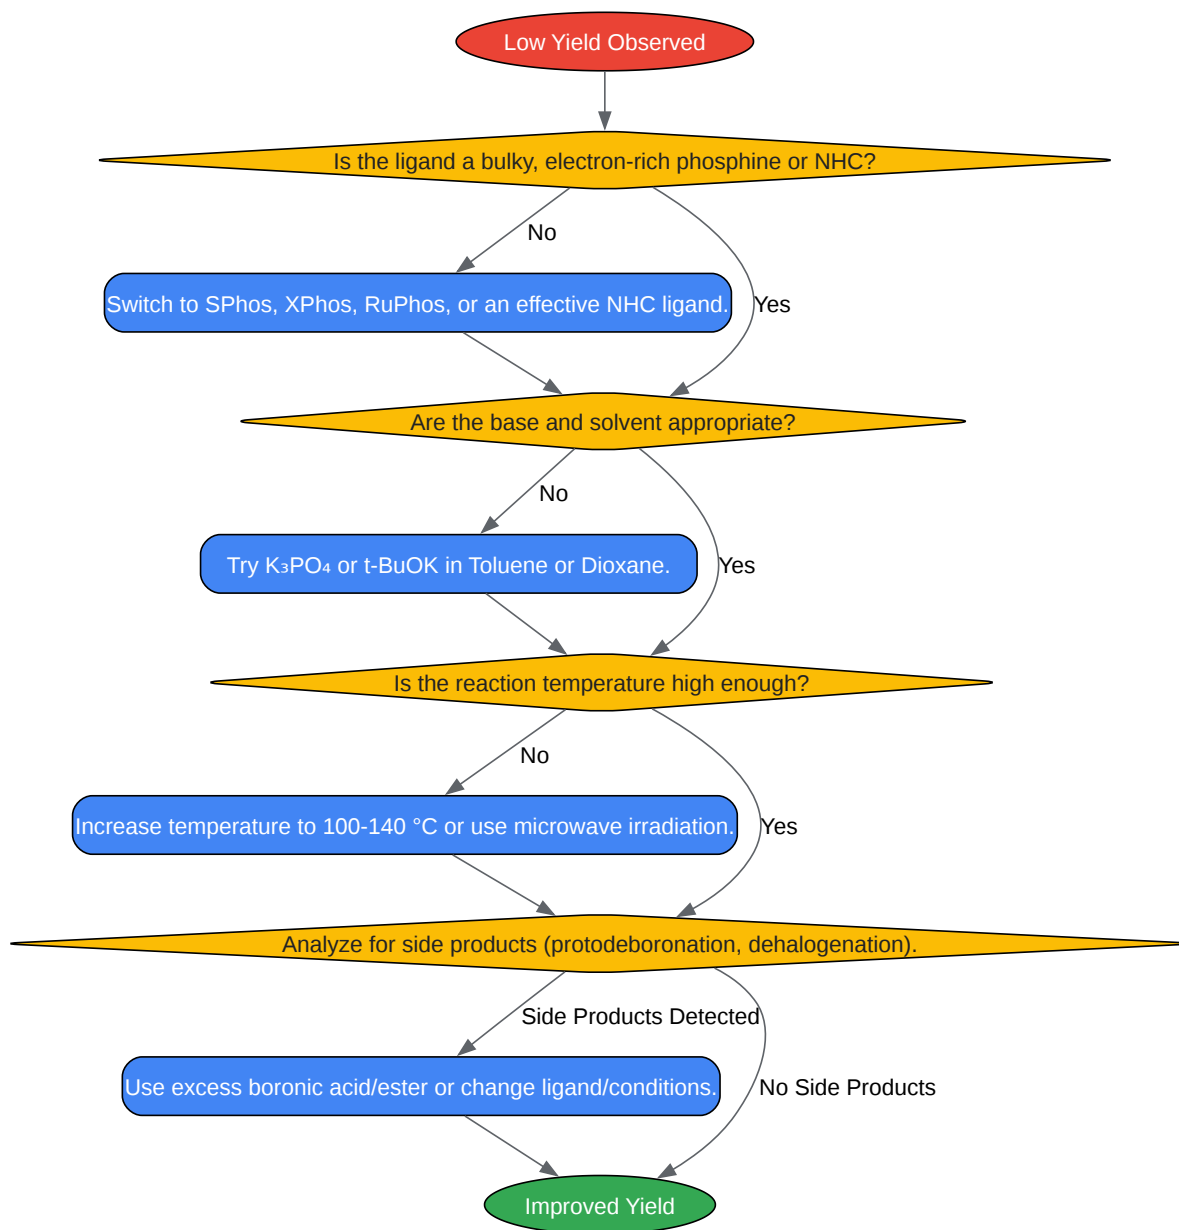 Low Yield Observed
Is the ligand a bulky, electron-rich phosphine or NHC?
No
Switch to SPhos, XPhos, RuPhos, or an effective NHC ligand.
Yes
Are the base and solvent appropriate?
No
Try K₃PO₄ or t-BuOK in Toluene or Dioxane.
Yes
Is the reaction temperature high enough?
No
Increase temperature to 100-140 °C or use microwave irradiation.
Yes
Analyze for side products (protodeboronation, dehalogenation).
Side Products Detected
Use excess boronic acid/ester or change ligand/conditions.
No Side Products
Improved Yield